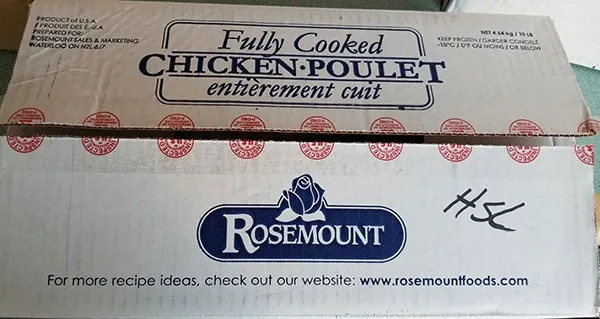 PRODUCT of U.S.A
/ PRODUIT DES É.-U.A
PREPARED FOR:
ROSEMOUNT SALES & MARKETING
WATERLOO ON N2L 6J7
Fully Cooked
CHICKEN·POULET
entièrement cuit
NET 4.54 kg / 10 LB
KEEP FROZEN / GARDER CONGELÉ
-18°C / 0°F OU MOINS / OR BELOW
ROSEMOUNT
HSC
For more recipe ideas, check out our website: www.rosemountfoods.com